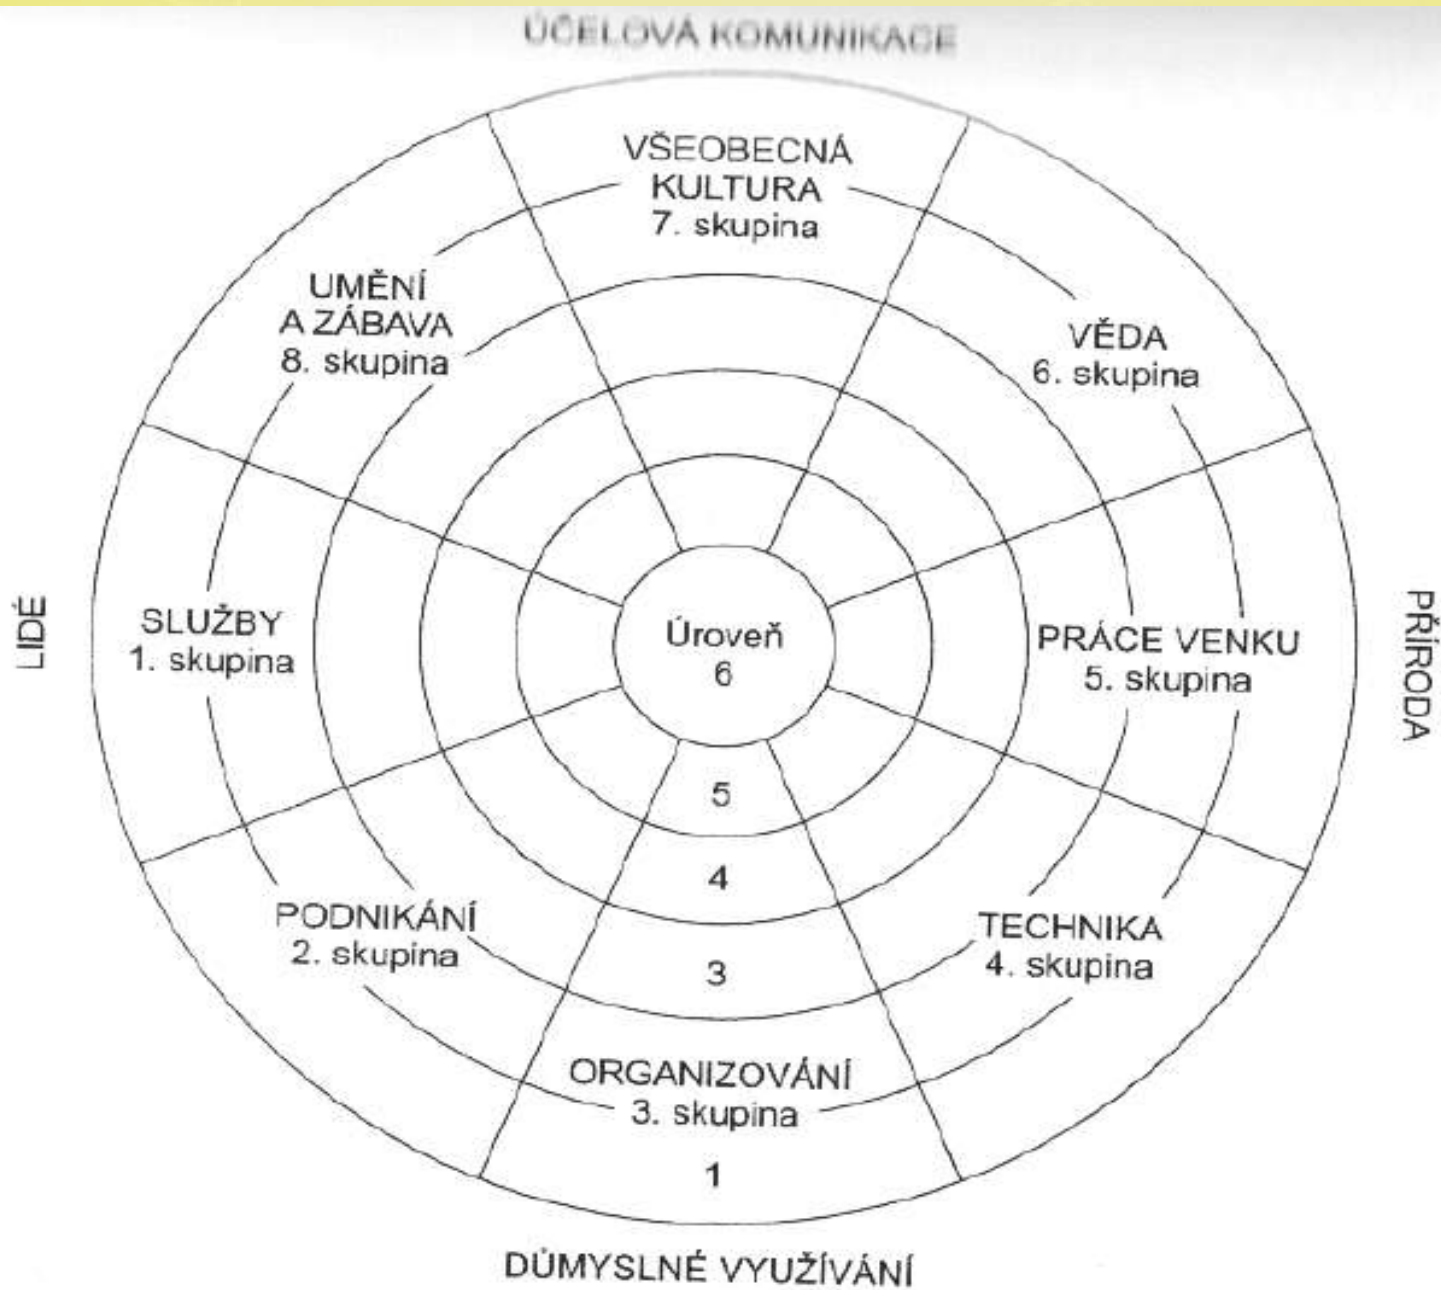 ÚČELOVÁ KOMUNIKACE
VŠEOBECNÁ
KULTURA
7. skupina
UMĚNÍ
A ZÁBAVA
8. skupina
VĚDA
6. skupina
LIDÉ
SLUŽBY
1. skupina
Úroveň
6
PRÁCE VENKU
5. skupina
PŘÍRODA
5
4
PODNIKÁNÍ
2. skupina
3
TECHNIKA
4. skupina
ORGANIZOVÁNÍ
3. skupina
1
DŮMYSLNÉ VYUŽÍVÁNÍ